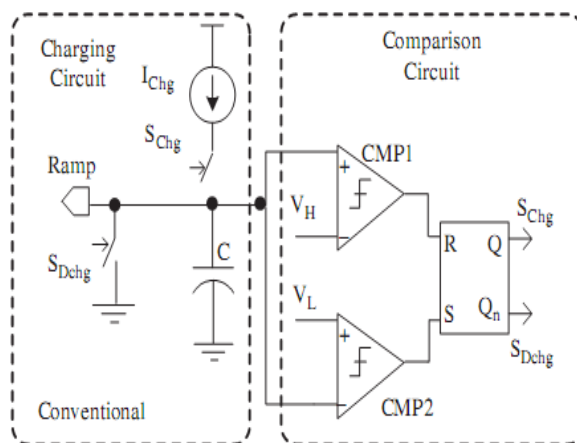 Charging
Circuit
I_Chg
S_Chg
Ramp
S_Dchg
C
Conventional
Comparison
Circuit
CMP1
+
V_H
−
V_L
+
−
CMP2
R
Q
S
Q_n
S_Chg
S_Dchg